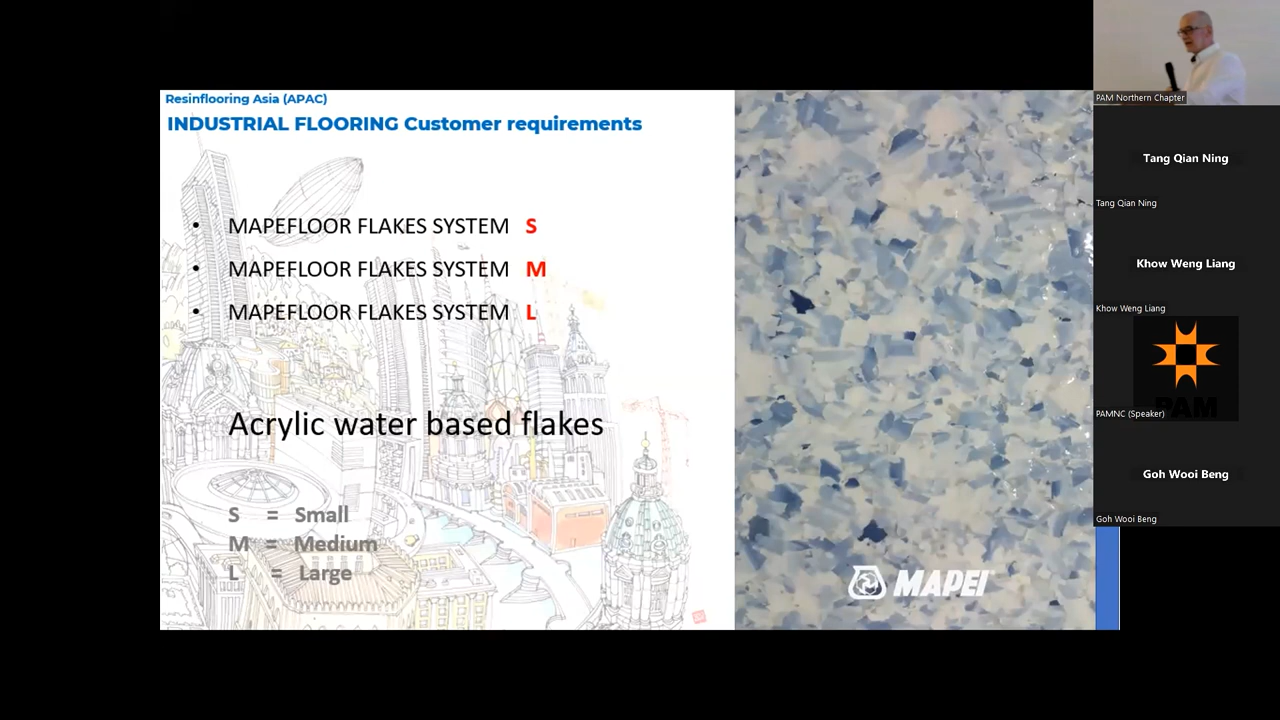 Resinflooring Asia (APAC)
INDUSTRIAL FLOORING Customer requirements
• MAPEFLOOR FLAKES SYSTEM S
• MAPEFLOOR FLAKES SYSTEM M
• MAPEFLOOR FLAKES SYSTEM L
Acrylic water based flakes
S = Small
M = Medium
L = Large
MAPEI
PAM Northern Chapter
Tang Qian Ning
Tang Qian Ning
Khow Weng Liang
Khow Weng Liang
PAM
PAMNC (Speaker)
Goh Wooi Beng
Goh Wooi Beng